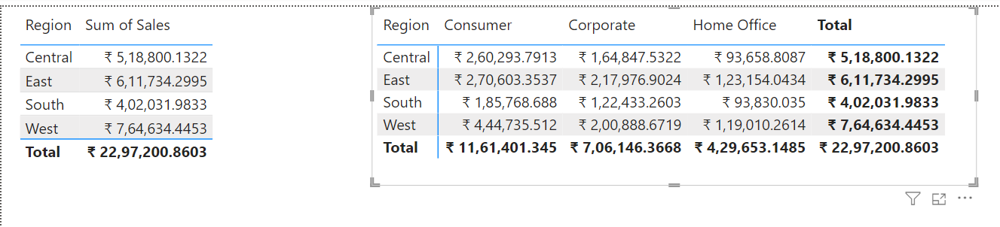 Region Sum of Sales
Central ₹ 5,18,800.1322
East ₹ 6,11,734.2995
South ₹ 4,02,031.9833
West ₹ 7,64,634.4453
Total ₹ 22,97,200.8603
Region Consumer Corporate Home Office Total
Central ₹ 2,60,293.7913 ₹ 1,64,847.5322 ₹ 93,658.8087 ₹ 5,18,800.1322
East ₹ 2,70,603.3537 ₹ 2,17,976.9024 ₹ 1,23,154.0434 ₹ 6,11,734.2995
South ₹ 1,85,768.688 ₹ 1,22,433.2603 ₹ 93,830.035 ₹ 4,02,031.9833
West ₹ 4,44,735.512 ₹ 2,00,888.6719 ₹ 1,19,010.2614 ₹ 7,64,634.4453
Total ₹ 11,61,401.345 ₹ 7,06,146.3668 ₹ 4,29,653.1485 ₹ 22,97,200.8603